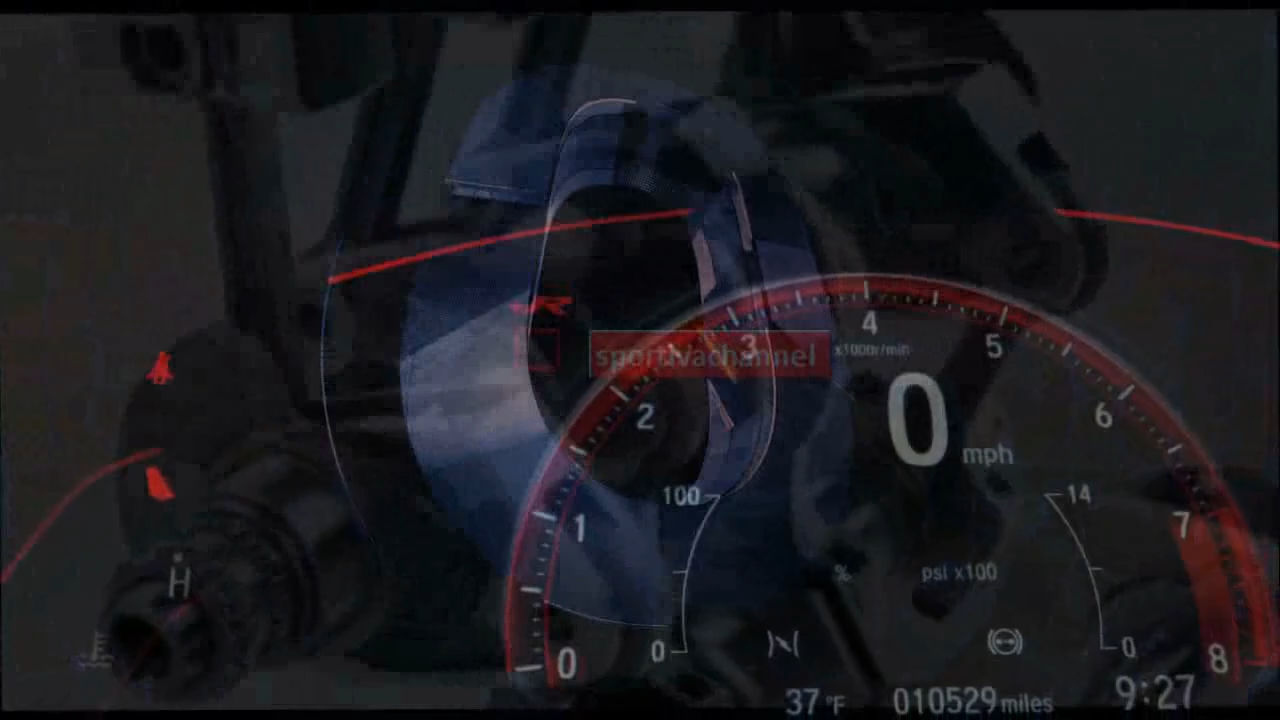 4
x1000r/min
3
5
sportivachannel
2
6
0
mph
100
14
1
7
%
psi x100
H
0
0
0
8
37 °F
010529 miles
9:27